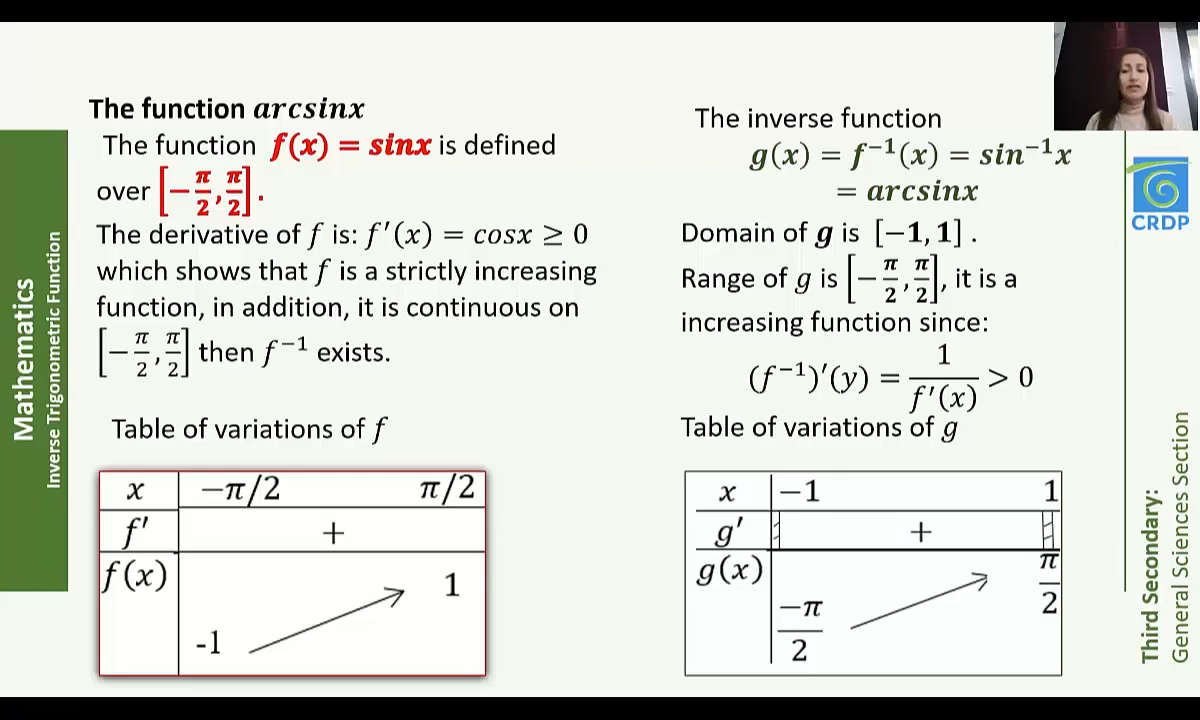 The function arcsinx
The function f(x) = sinx is defined
over [−π/2, π/2].
The derivative of f is: f′(x) = cosx ≥ 0
which shows that f is a strictly increasing
function, in addition, it is continuous on
[−π/2, π/2] then f⁻¹ exists.
Table of variations of f
x −π/2 π/2
f′ +
f(x) 1
-1
The inverse function
g(x) = f⁻¹(x) = sin⁻¹x
= arcsinx
Domain of g is [−1, 1] .
Range of g is [−π/2, π/2], it is a
increasing function since:
(f⁻¹)′(y) = 1/f′(x) > 0
Table of variations of g
x −1 1
g′ +
g(x) π/2
−π/2
Mathematics
Inverse Trigonometric Function
CRDP
Third Secondary:
General Sciences Section